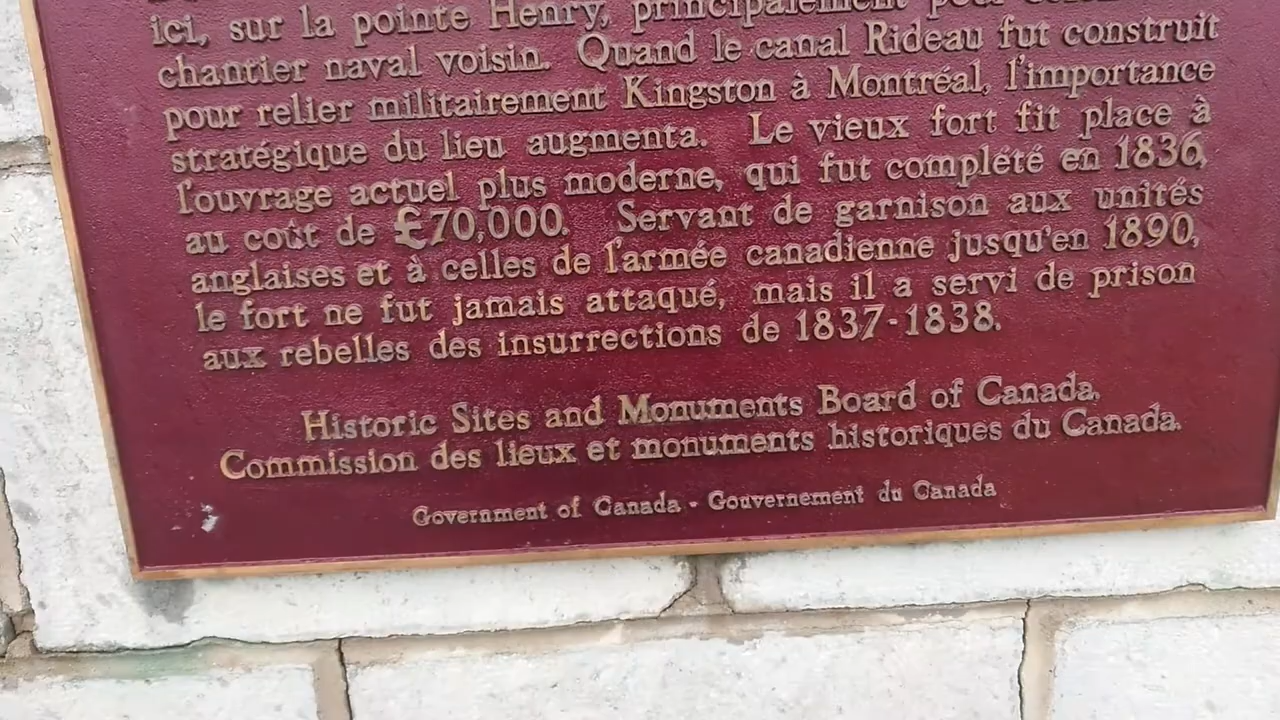 ici, sur la pointe Henry, principalement pour
chantier naval voisin. Quand le canal Rideau fut construit
pour relier militairement Kingston à Montréal, l'importance
stratégique du lieu augmenta. Le vieux fort fit place à
l'ouvrage actuel plus moderne, qui fut complété en 1836,
au coût de £70,000. Servant de garnison aux unités
anglaises et à celles de l'armée canadienne jusqu'en 1890,
le fort ne fut jamais attaqué, mais il a servi de prison
aux rebelles des insurrections de 1837-1838.
Historic Sites and Monuments Board of Canada.
Commission des lieux et monuments historiques du Canada.
Government of Canada - Gouvernement du Canada